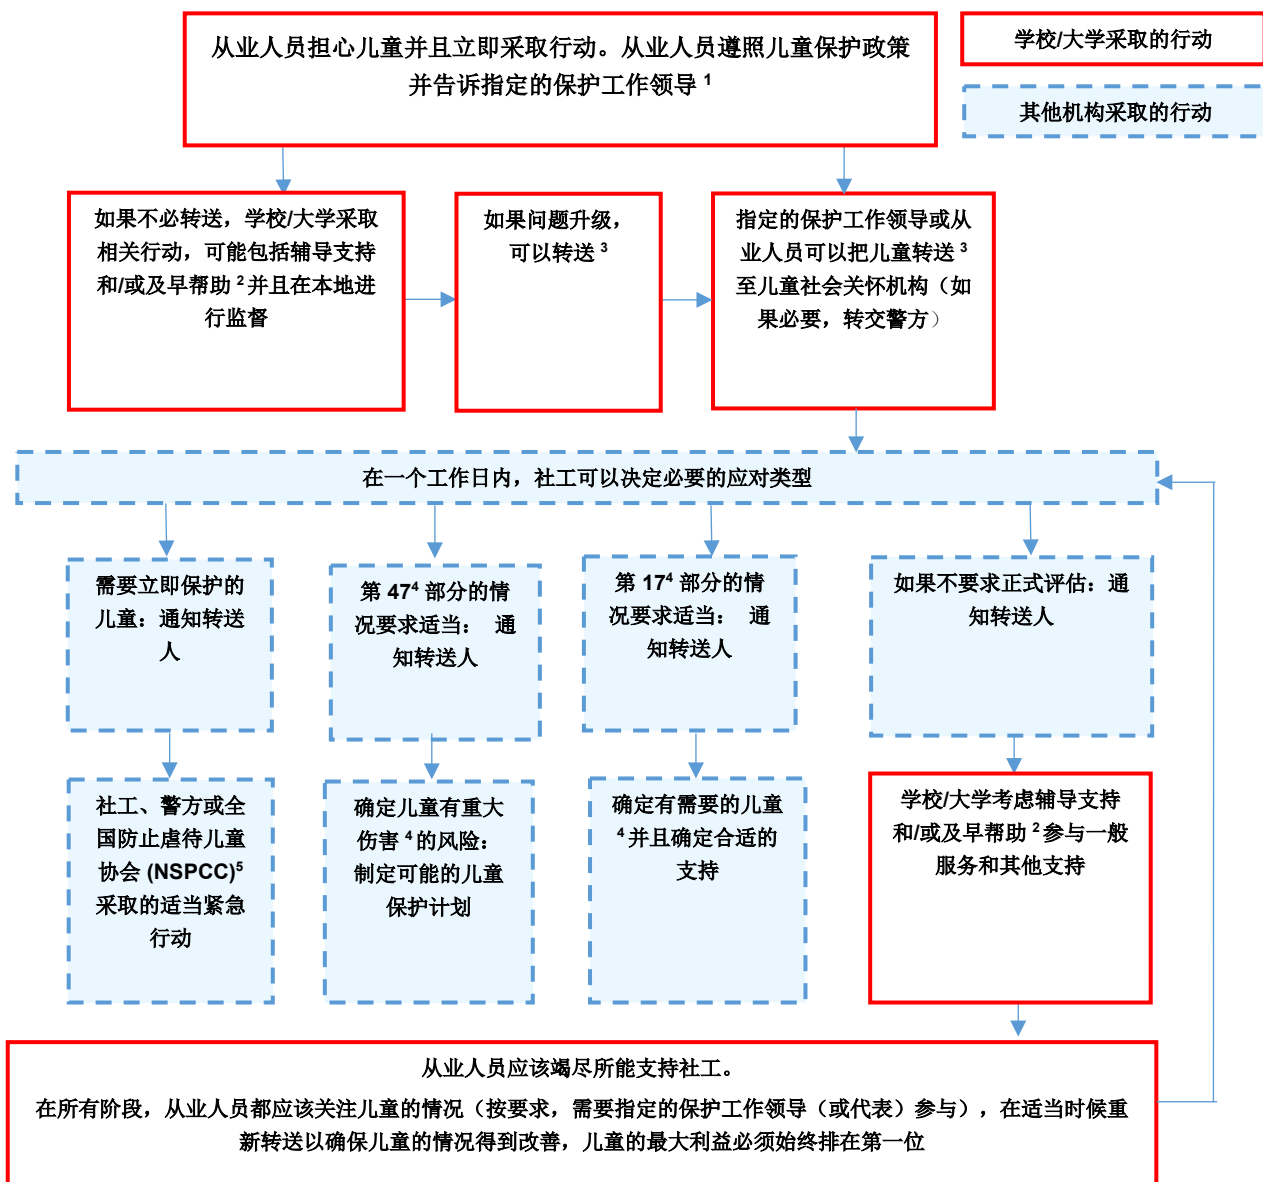 从业人员担心儿童并且立即采取行动。从业人员遵照儿童保护政策
并告诉指定的保护工作领导 1
学校/大学采取的行动
其他机构采取的行动
如果不必转送，学校/大学采取
相关行动，可能包括辅导支持
和/或及早帮助 2 并且在本地进
行监督
如果问题升级，
可以转送 3
指定的保护工作领导或从
业人员可以把儿童转送 3
至儿童社会关怀机构（如
果必要，转交警方）
在一个工作日内，社工可以决定必要的应对类型
需要立即保护的
儿童：通知转送
人
第 474 部分的情
况要求适当： 通
知转送人
第 174 部分的情
况要求适当： 通
知转送人
如果不要求正式评估：通
知转送人
社工、警方或全
国防止虐待儿童
协会 (NSPCC)5
采取的适当紧急
行动
确定儿童有重大
伤害 4 的风险：
制定可能的儿童
保护计划
确定有需要的儿童
4 并且确定合适的
支持
学校/大学考虑辅导支持
和/或及早帮助 2 参与一般
服务和其他支持
从业人员应该竭尽所能支持社工。
在所有阶段，从业人员都应该关注儿童的情况（按要求，需要指定的保护工作领导（或代表）参与），在适当时候重
新转送以确保儿童的情况得到改善，儿童的最大利益必须始终排在第一位